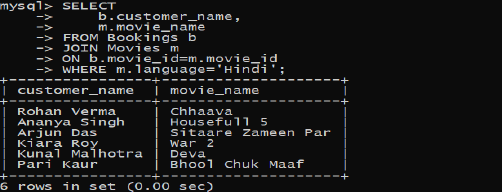 mysql> SELECT
    ->     b.customer_name,
    ->     m.movie_name
    -> FROM Bookings b
    -> JOIN Movies m
    -> ON b.movie_id=m.movie_id
    -> WHERE m.language='Hindi';
+----------------+---------------------+
| customer_name  | movie_name          |
+----------------+---------------------+
| Rohan Verma    | Chhaava             |
| Ananya Singh   | Housefull 5         |
| Arjun Das      | Sitaare Zameen Par  |
| Kiara Roy      | War 2               |
| Kunal Malhotra | Deva                |
| Pari Kaur      | Bhool Chuk Maaf     |
+----------------+---------------------+
6 rows in set (0.00 sec)